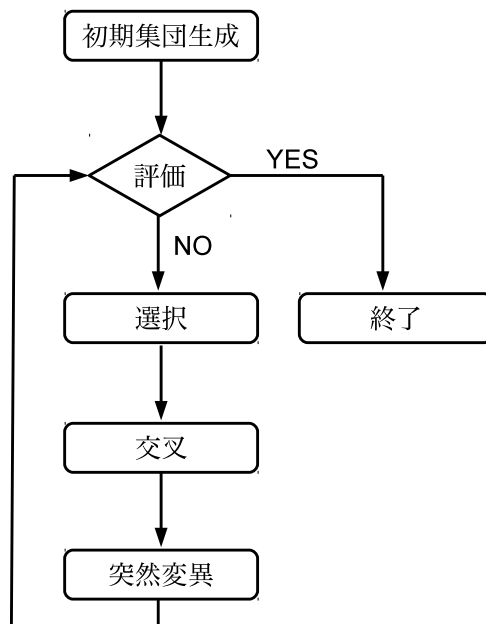 初期集団生成
評価
YES
NO
選択
終了
交叉
突然変異